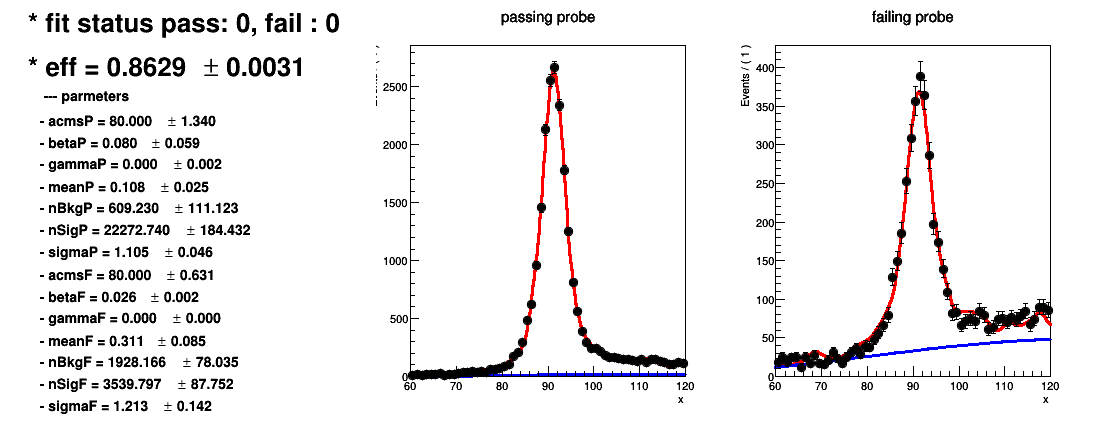 * fit status pass: 0, fail : 0
* eff = 0.8629 ± 0.0031
--- parmeters
- acmsP = 80.000 ± 1.340
- betaP = 0.080 ± 0.059
- gammaP = 0.000 ± 0.002
- meanP = 0.108 ± 0.025
- nBkgP = 609.230 ± 111.123
- nSigP = 22272.740 ± 184.432
- sigmaP = 1.105 ± 0.046
- acmsF = 80.000 ± 0.631
- betaF = 0.026 ± 0.002
- gammaF = 0.000 ± 0.000
- meanF = 0.311 ± 0.085
- nBkgF = 1928.166 ± 78.035
- nSigF = 3539.797 ± 87.752
- sigmaF = 1.213 ± 0.142
passing probe
2500
2000
1500
1000
500
0
60 70 80 90 100 110 120
x
failing probe
Events / ( 1 )
400
350
300
250
200
150
100
50
0
60 70 80 90 100 110 120
x